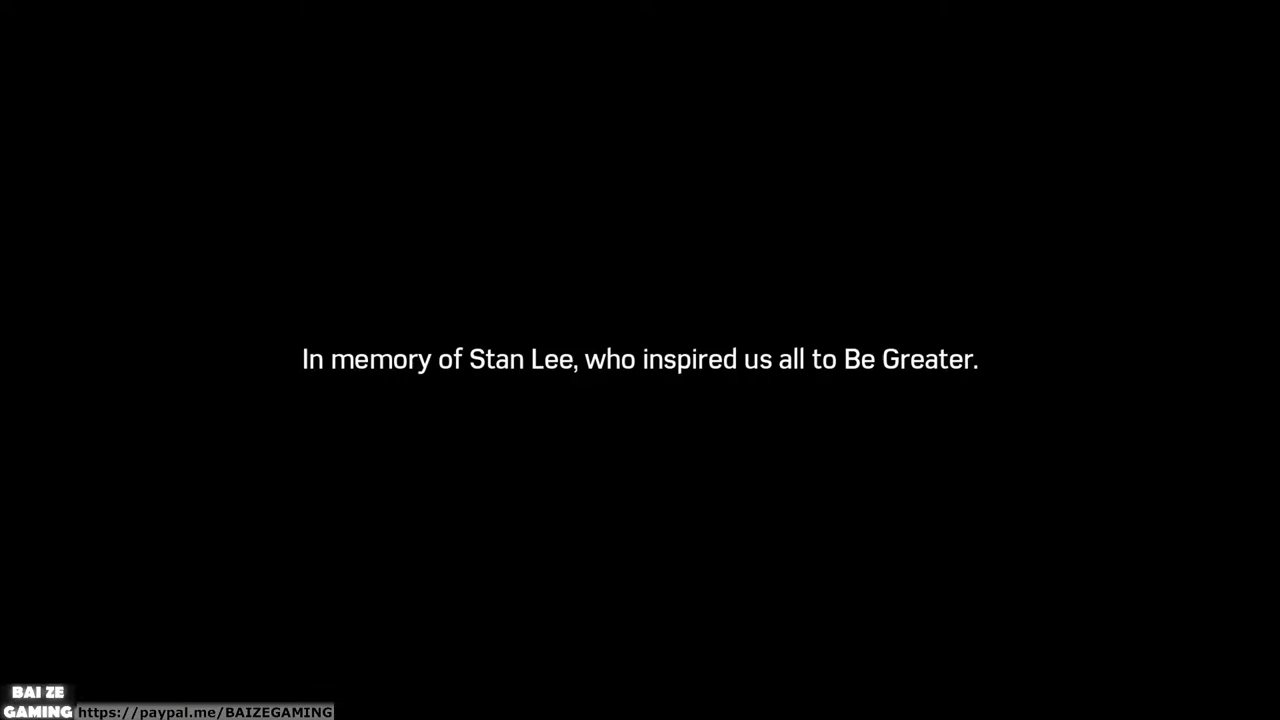 In memory of Stan Lee, who inspired us all to Be Greater.
BAI ZE
GAMING https://paypal.me/BAIZEGAMING